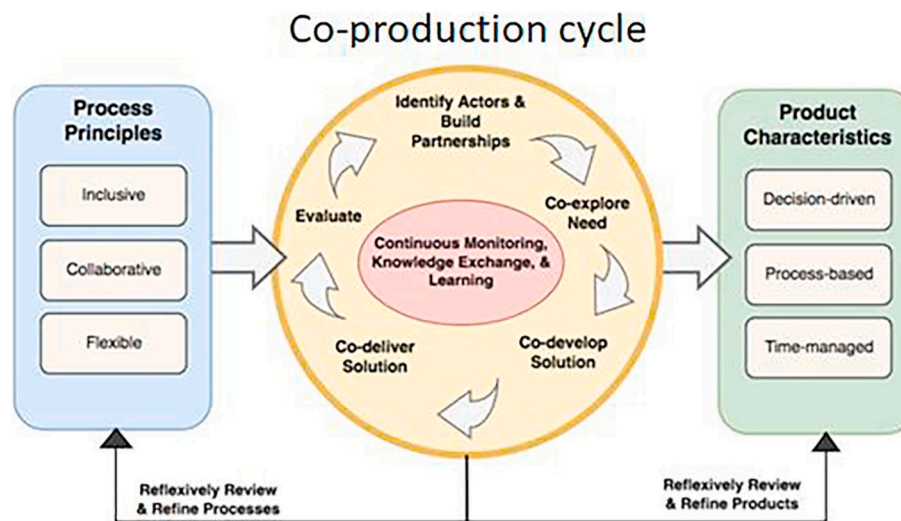 Co-production cycle
Process
Principles
Inclusive
Collaborative
Flexible
Identify Actors &
Build
Partnerships
Co-explore
Need
Co-develop
Solution
Co-deliver
Solution
Evaluate
Continuous Monitoring,
Knowledge Exchange, &
Learning
Product
Characteristics
Decision-driven
Process-based
Time-managed
Reflexively Review
& Refine Processes
Reflexively Review
& Refine Products